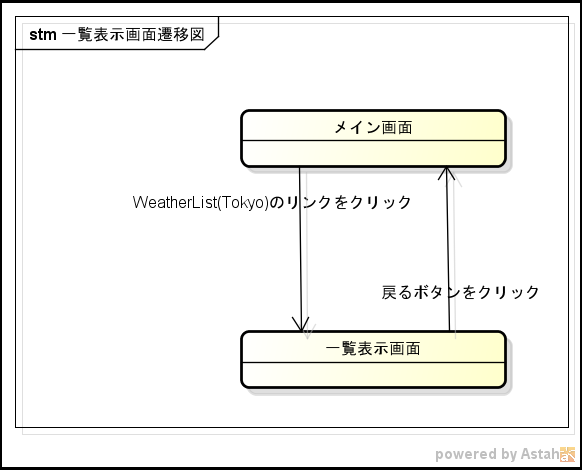 stm 一覧表示画面遷移図
メイン画面
WeatherList(Tokyo)のリンクをクリック
戻るボタンをクリック
一覧表示画面
powered by Astah